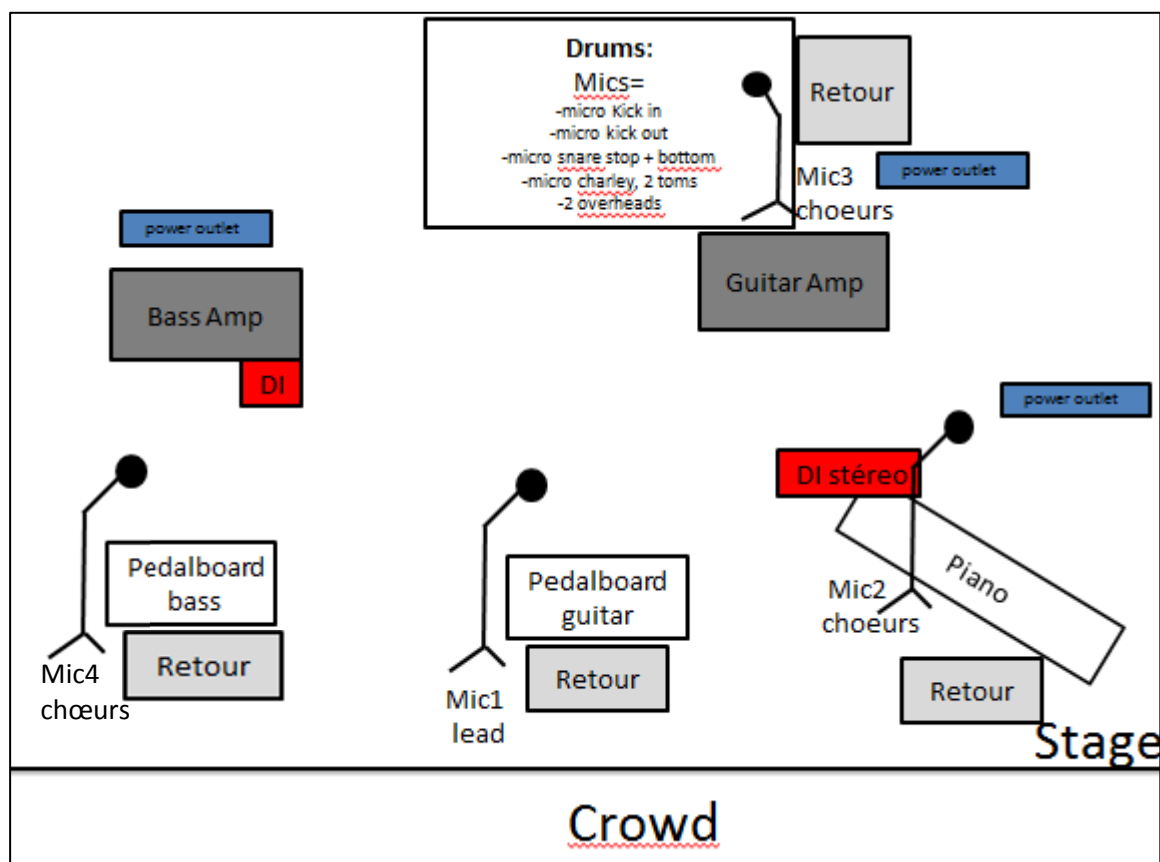 Drums:
Mics=
-micro Kick in
-micro kick out
-micro snare stop + bottom
-micro charley, 2 toms
-2 overheads
Retour
Mic3
choeurs
power outlet
power outlet
Bass Amp
DI
Guitar Amp
power outlet
DI stéreo
Piano
Mic2
choeurs
Pedalboard
bass
Retour
Mic4
chœurs
Pedalboard
guitar
Retour
Mic1
lead
Retour
Stage
Crowd